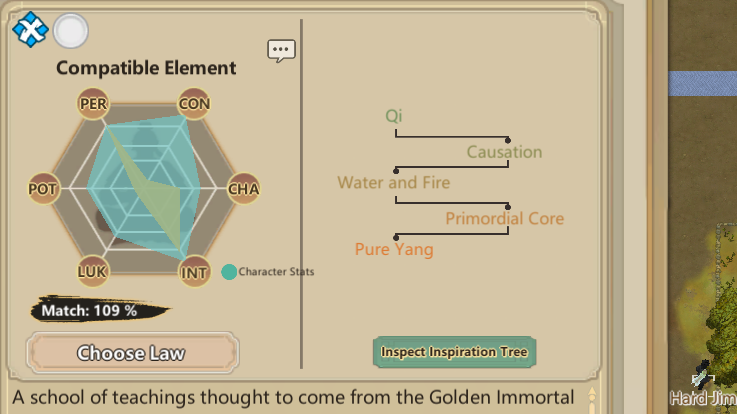 Compatible Element
PER
CON
POT
CHA
LUK
INT
Character Stats
Match: 109 %
Choose Law
Qi
Causation
Water and Fire
Primordial Core
Pure Yang
Inspect Inspiration Tree
A school of teachings thought to come from the Golden Immortal
Hard Jim